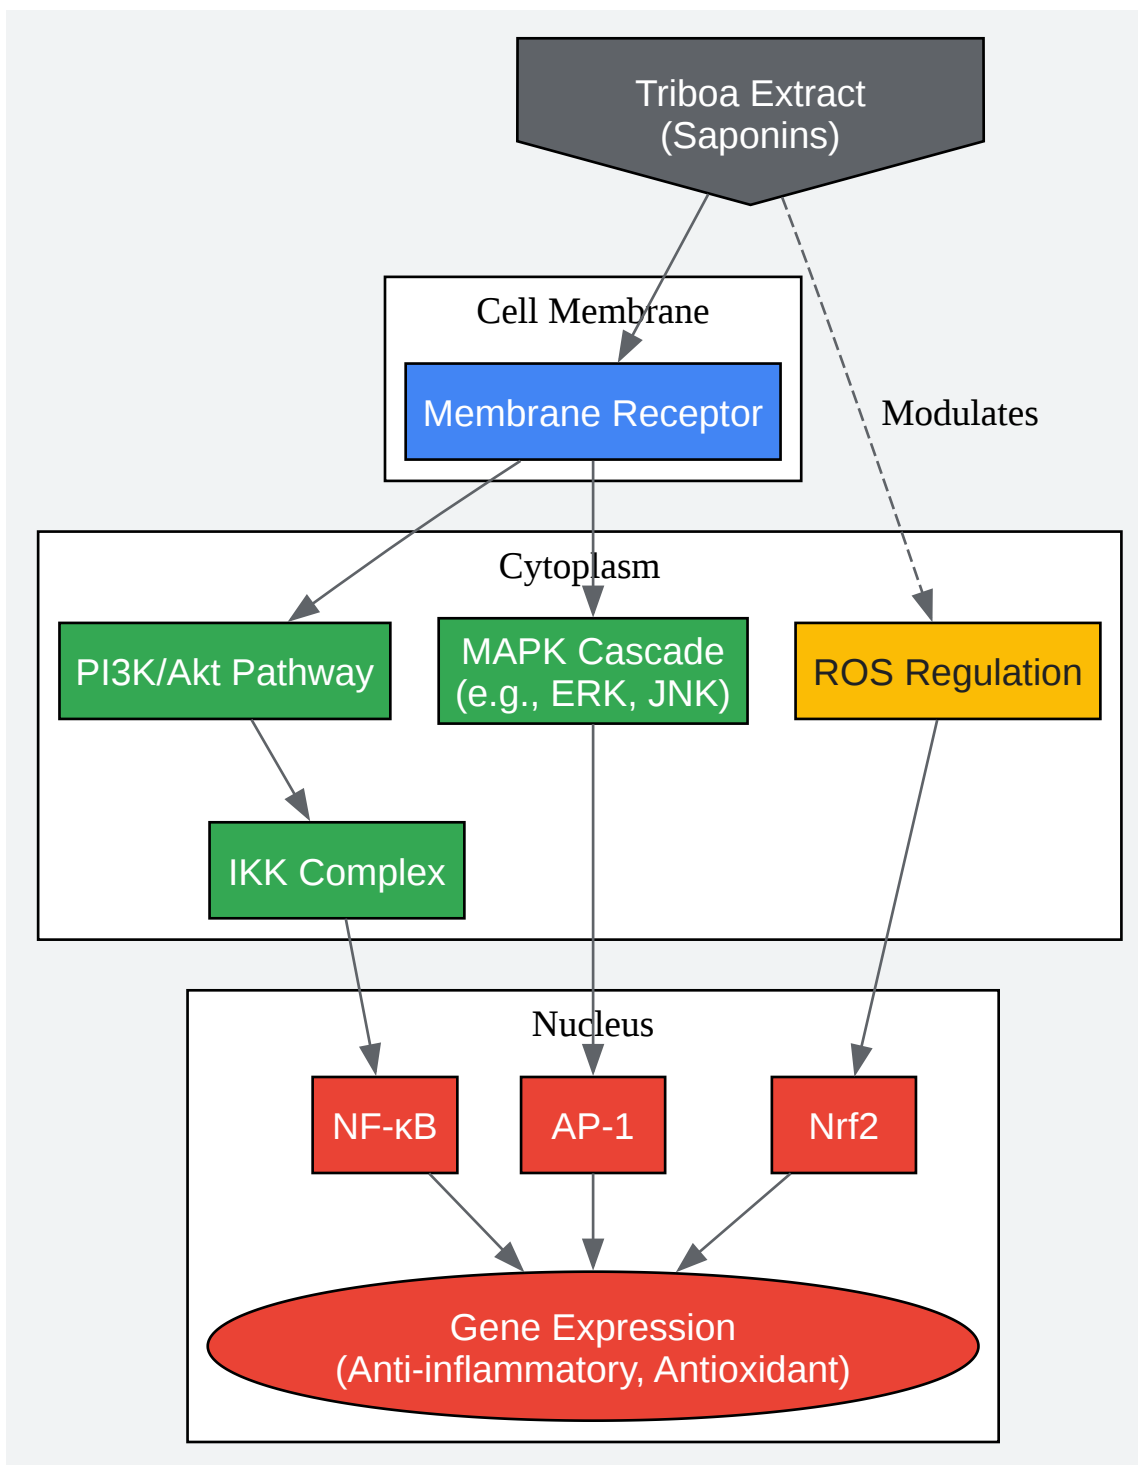 Triboa Extract
(Saponins)
Cell Membrane
Membrane Receptor
Modulates
Cytoplasm
PI3K/Akt Pathway
MAPK Cascade
(e.g., ERK, JNK)
ROS Regulation
IKK Complex
Nucleus
NF-κB
AP-1
Nrf2
Gene Expression
(Anti-inflammatory, Antioxidant)